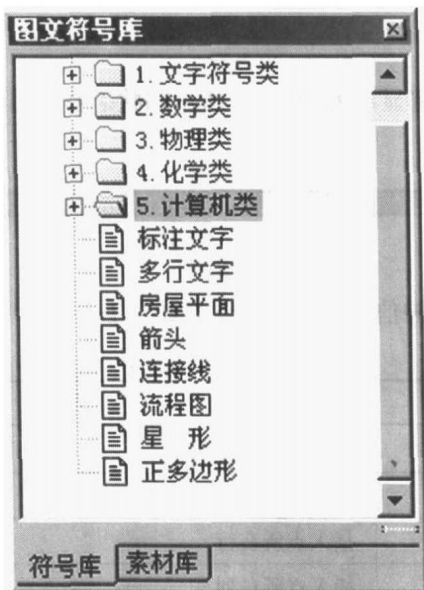 图文符号库
1. 文字符号类
2. 数学类
3. 物理类
4. 化学类
5. 计算机类
标注文字
多行文字
房屋平面
箭头
连接线
流程图
星 形
正多边形
符号库 素材库